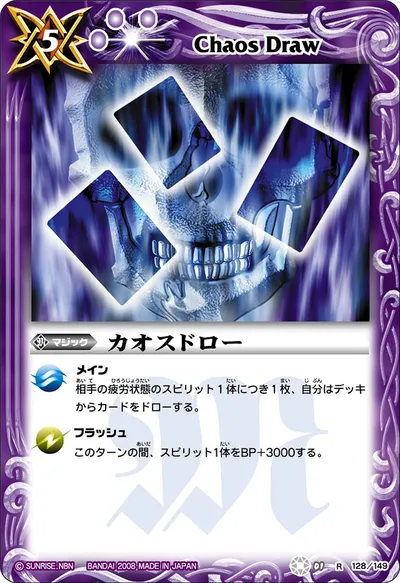 5
Chaos Draw
マジック カオスドロー
メイン
相手の疲労状態のスピリット1体につき1枚、自分はデッキ
からカードをドローする。
フラッシュ
このターンの間、スピリット1体をBP+3000する。
©SUNRISE.NBN BANDAI 2008 MADE IN JAPAN 01 R 128/149